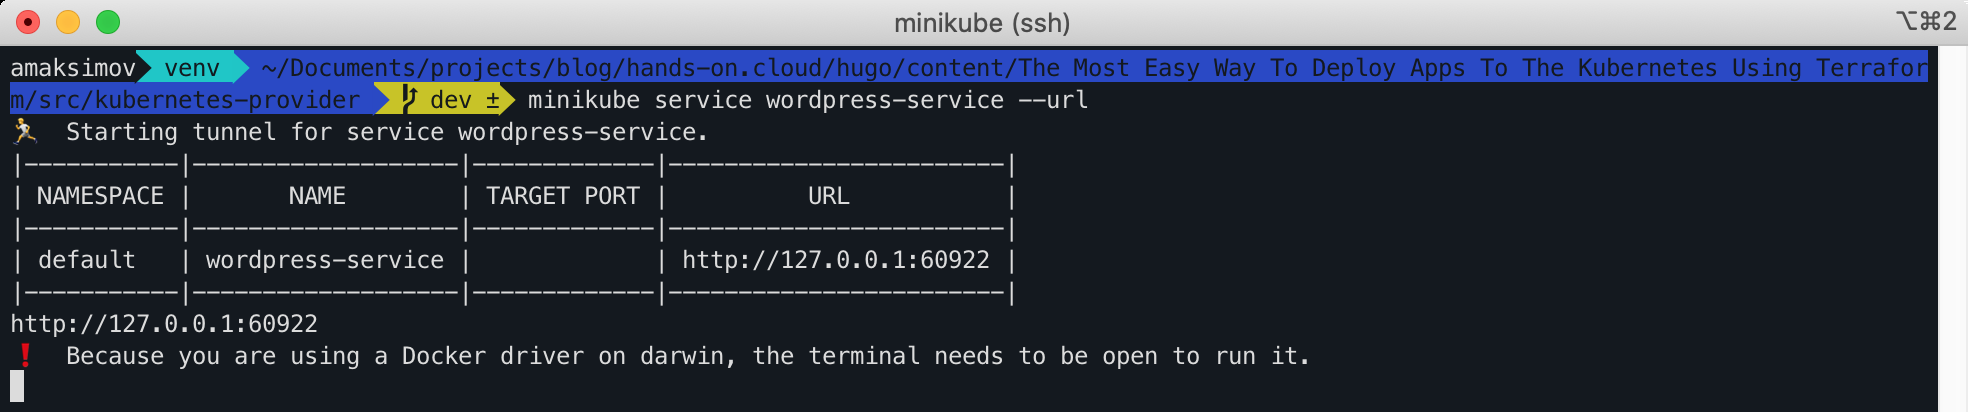 minikube (ssh)
⌥⌘2
amaksimov venv ~/Documents/projects/blog/hands-on.cloud/hugo/content/The Most Easy Way To Deploy Apps To The Kubernetes Using Terrafor
m/src/kubernetes-provider dev ± minikube service wordpress-service --url
🏃 Starting tunnel for service wordpress-service.
|-----------|-------------------|-------------|------------------------|
| NAMESPACE | NAME | TARGET PORT | URL |
|-----------|-------------------|-------------|------------------------|
| default | wordpress-service | | http://127.0.0.1:60922 |
|-----------|-------------------|-------------|------------------------|
http://127.0.0.1:60922
❗ Because you are using a Docker driver on darwin, the terminal needs to be open to run it.